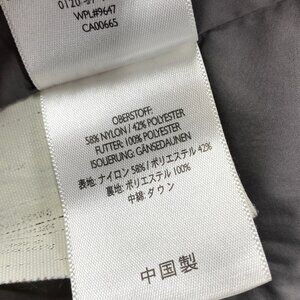 WPL#9647
CA00665
OBERSTOFF:
58% NYLON / 42% POLYESTER
FUTTER: 100% POLYESTER
ISOLIERUNG: GÄNSEDAUNEN
表地: ナイロン 58% / ポリエステル 42%
裏地: ポリエステル 100%
中綿: ダウン
中国製